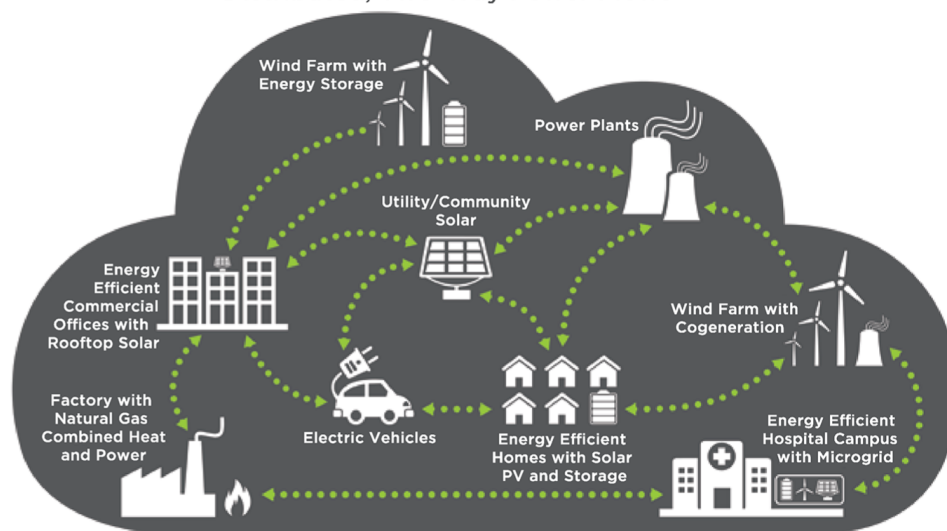 Wind Farm with
Energy Storage
Power Plants
Utility/Community
Solar
Energy
Efficient
Commercial
Offices with
Rooftop Solar
Wind Farm with
Cogeneration
Factory with
Natural Gas
Combined Heat
and Power
Electric Vehicles
Energy Efficient
Homes with Solar
PV and Storage
Energy Efficient
Hospital Campus
with Microgrid